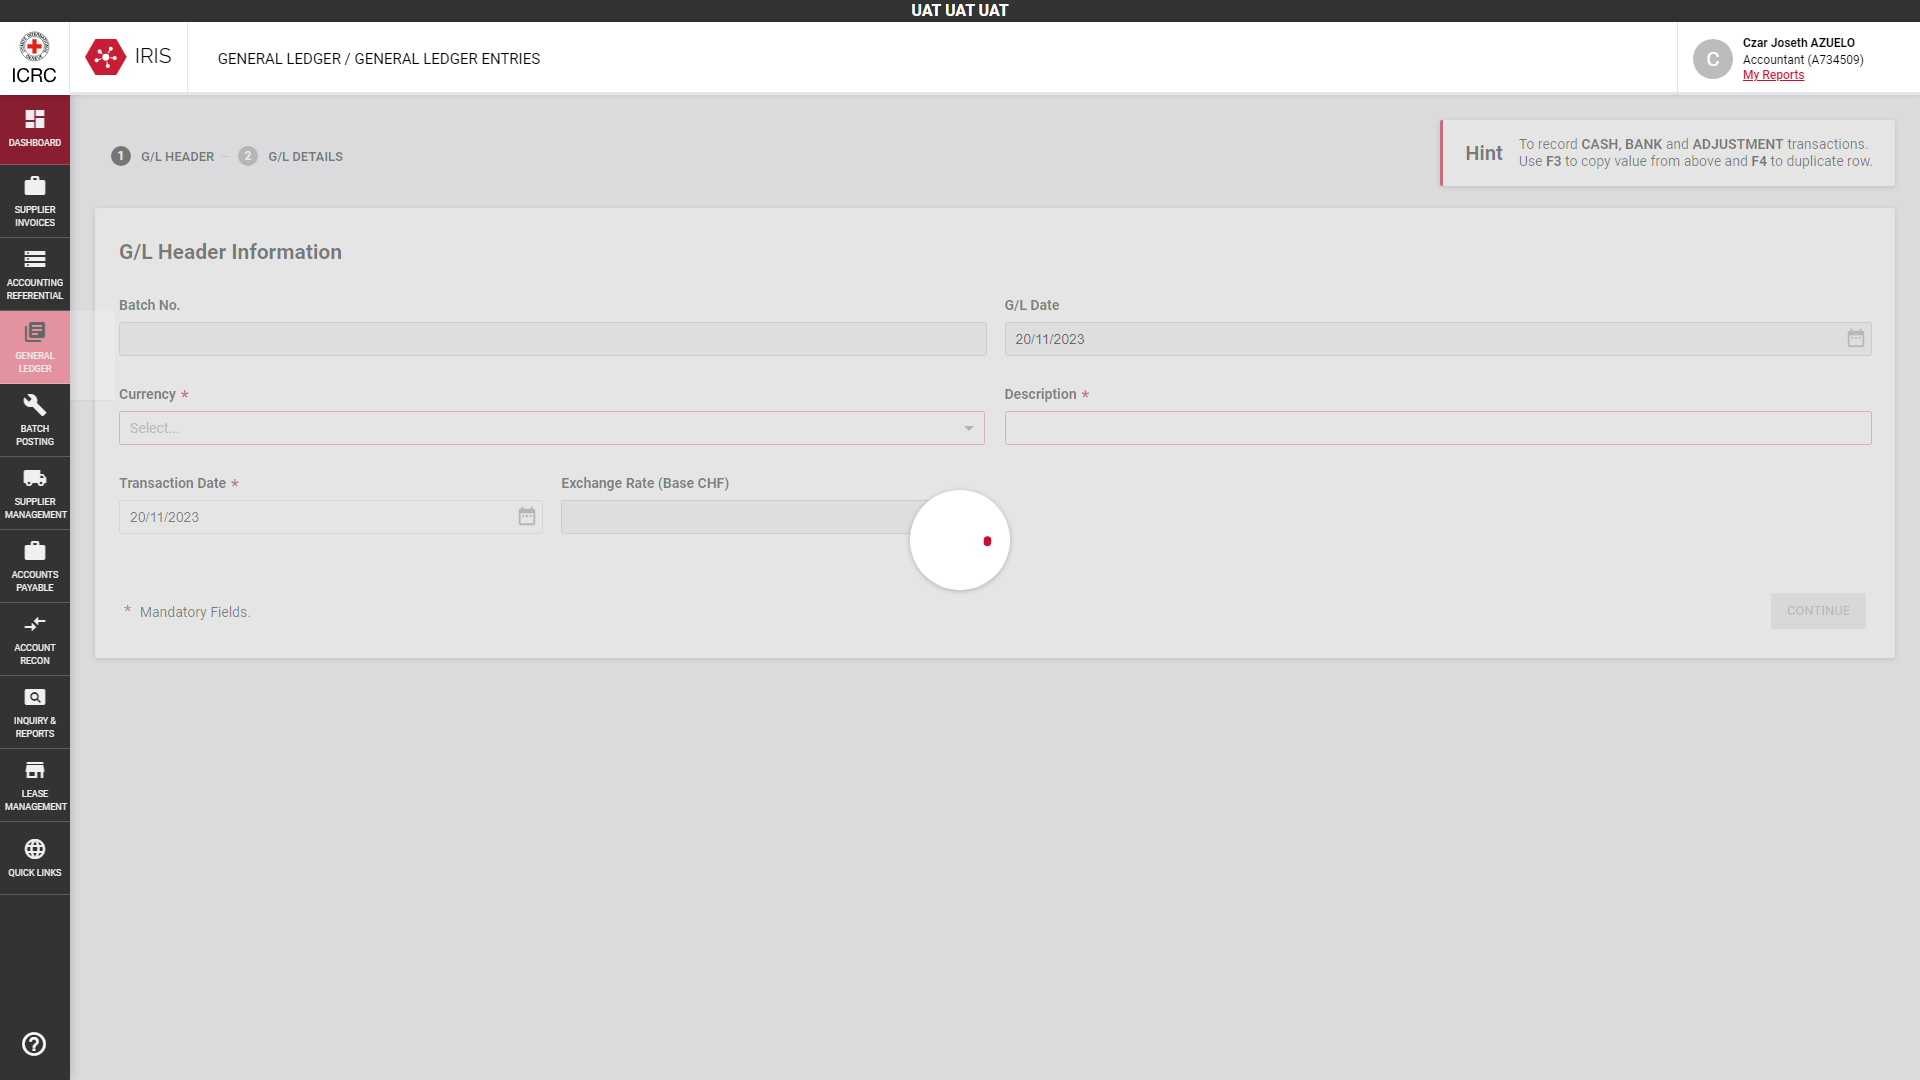 UAT UAT UAT
ICRC
IRIS
GENERAL LEDGER / GENERAL LEDGER ENTRIES
C
Czar Joseth AZUELO
Accountant (A734509)
My Reports
DASHBOARD
SUPPLIER
INVOICES
ACCOUNTING
REFERENTIAL
GENERAL
LEDGER
BATCH
POSTING
SUPPLIER
MANAGEMENT
ACCOUNTS
PAYABLE
ACCOUNT
RECON
INQUIRY &
REPORTS
LEASE
MANAGEMENT
QUICK LINKS
1 G/L HEADER – 2 G/L DETAILS
Hint
To record CASH, BANK and ADJUSTMENT transactions.
Use F3 to copy value from above and F4 to duplicate row.
G/L Header Information
Batch No.
G/L Date
20/11/2023
Currency *
Description *
Select...
Transaction Date *
Exchange Rate (Base CHF)
20/11/2023
* Mandatory Fields.
CONTINUE